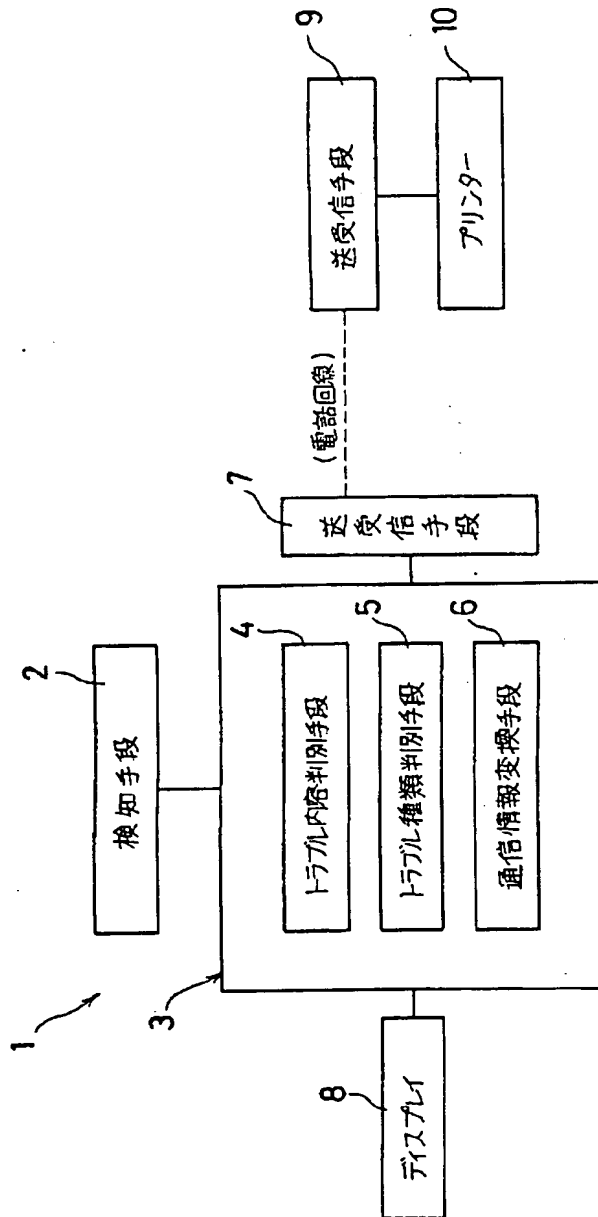 1
2
検知手段
3
4
トラブル内容判別手段
5
トラブル種類判別手段
6
通信情報変換手段
7
送受信手段
8
ディスプレイ
(電話回線)
9
送受信手段
10
プリンター